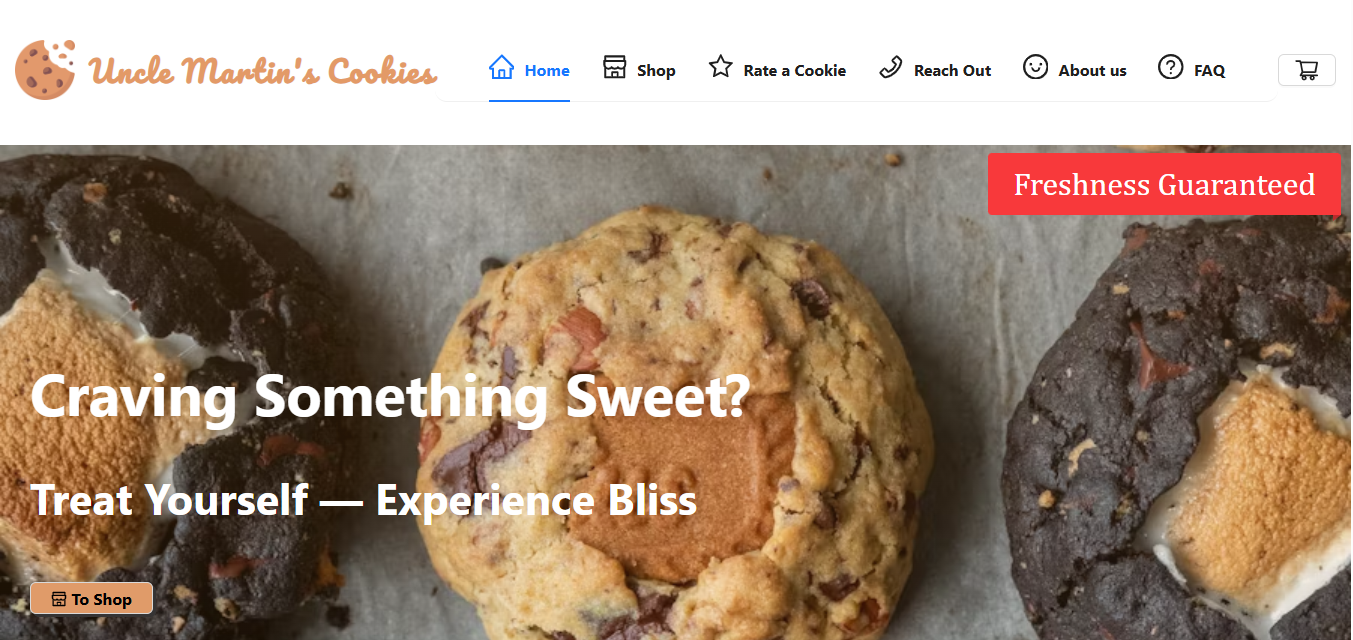 Uncle Martin's Cookies
Home
Shop
Rate a Cookie
Reach Out
About us
FAQ
Freshness Guaranteed
Craving Something Sweet?
Treat Yourself — Experience Bliss
To Shop